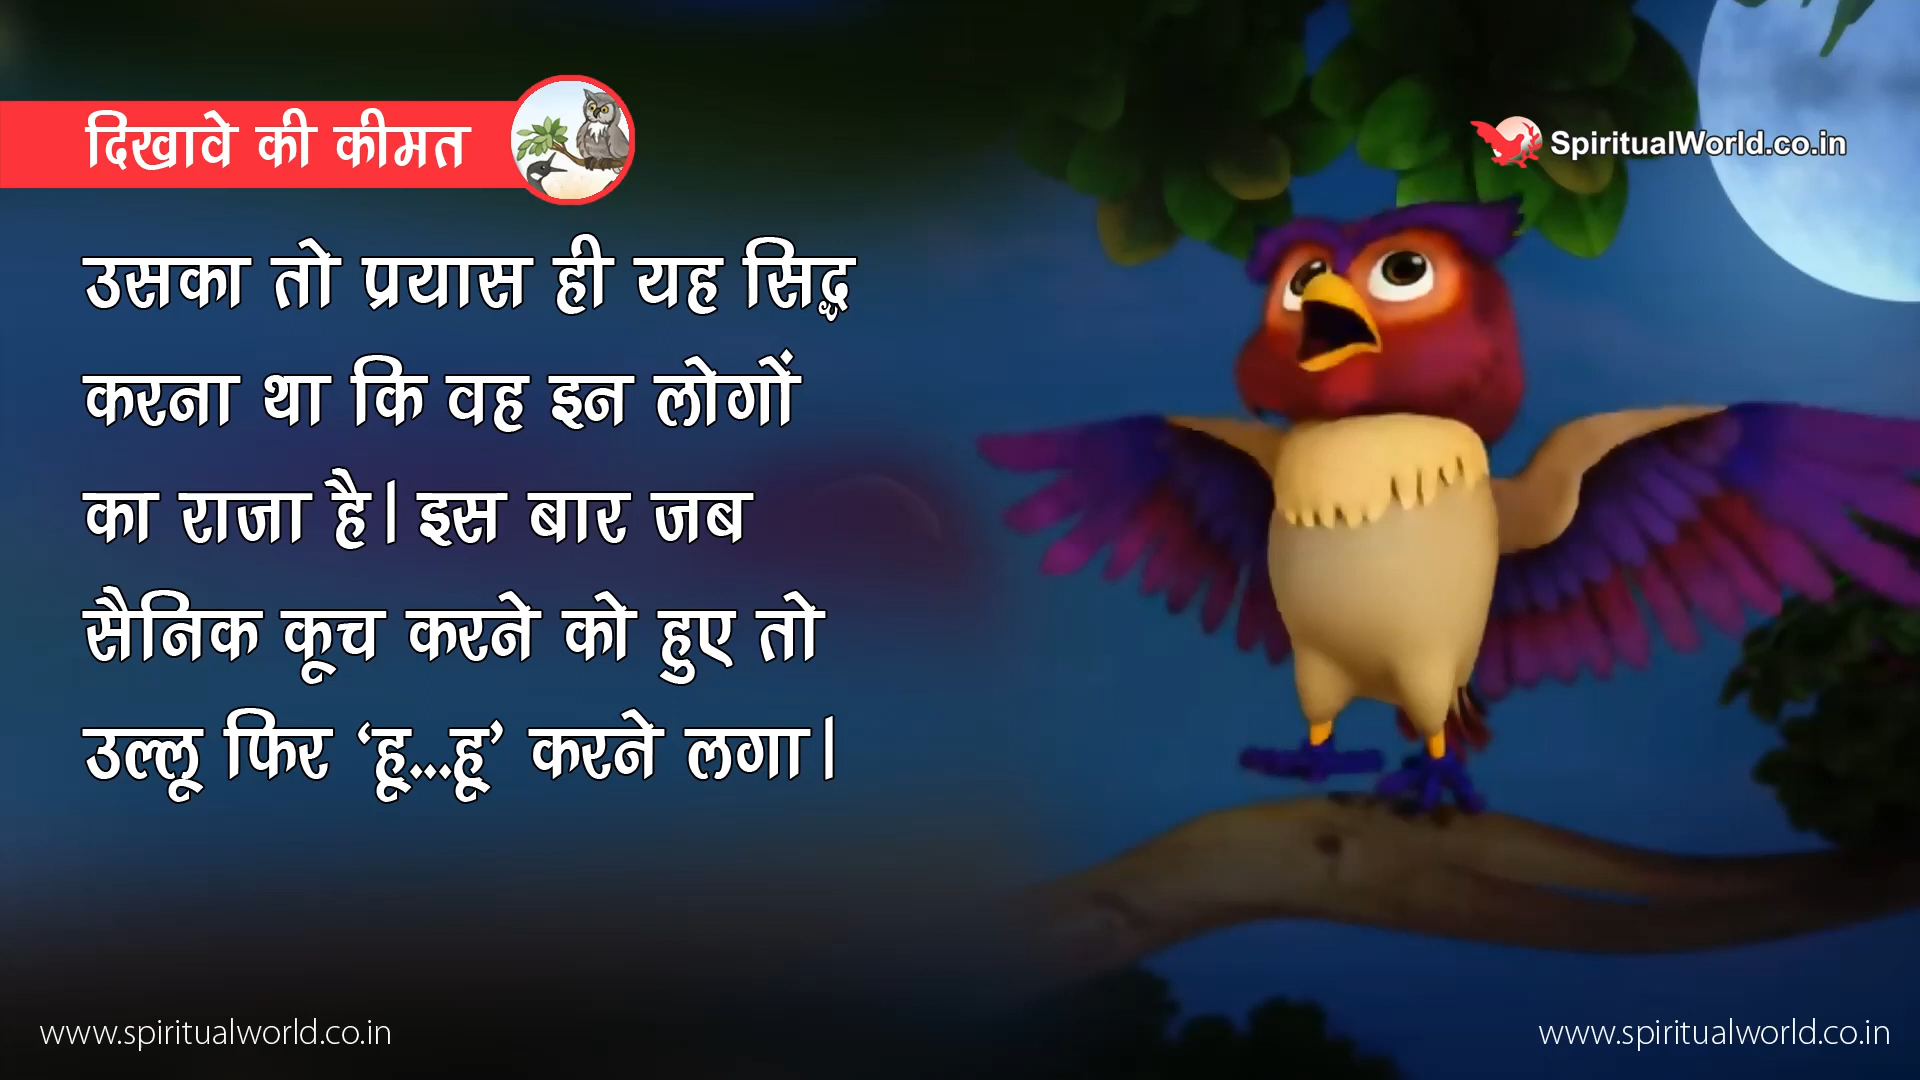 दिखावे की कीमत
SpiritualWorld.co.in
उसका तो प्रयास ही यह सिद्ध
करना था कि वह इन लोगों
का राजा है। इस बार जब
सैनिक कूच करने को हुए तो
उल्लू फिर ‘हू...हू’ करने लगा।
www.spiritualworld.co.in
www.spiritualworld.co.in